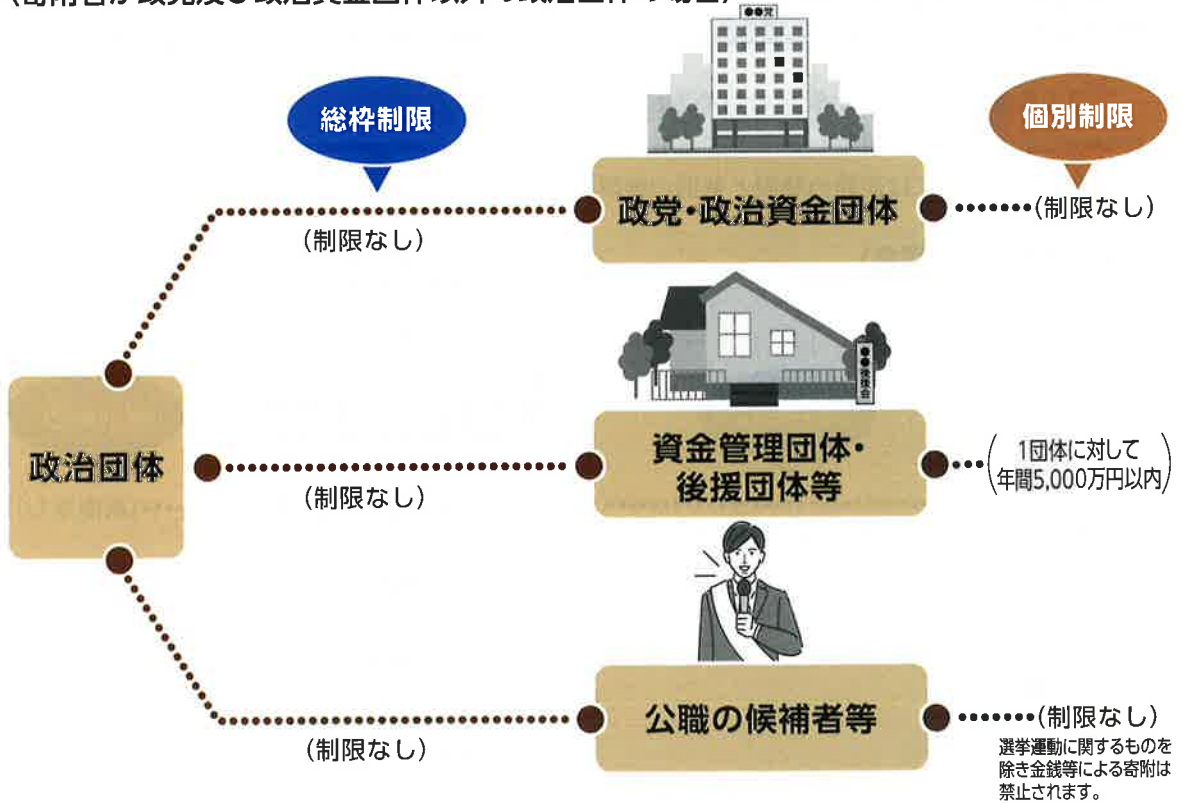 ●●党
総枠制限
個別制限
政党・政治資金団体
(制限なし)
(制限なし)
●●後援会
政治団体
資金管理団体・
後援団体等
(制限なし)
(1団体に対して
年間5,000万円以内)
公職の候補者等
(制限なし)
(制限なし)
選挙運動に関するものを
除き金銭等による寄附は
禁止されます。